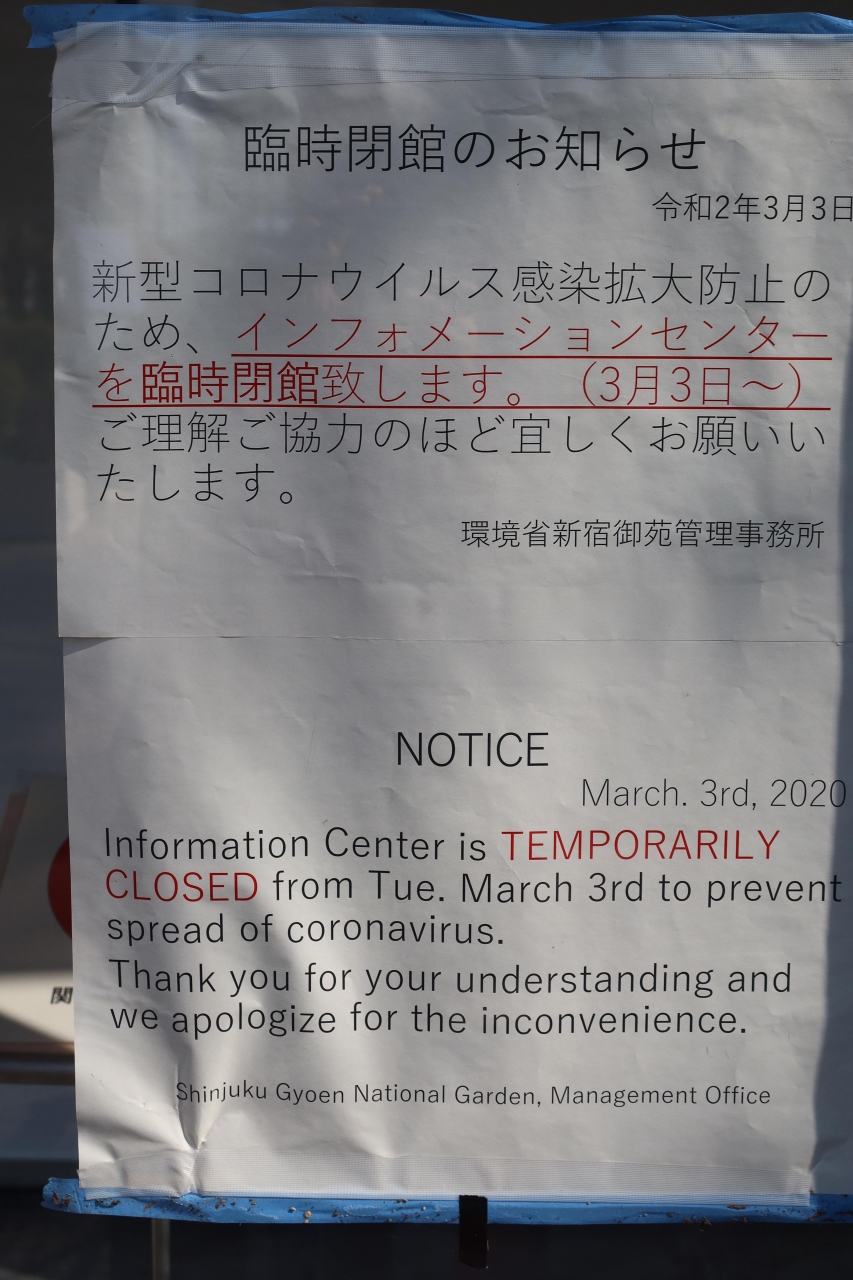 臨時閉館のお知らせ
令和2年3月3日
新型コロナウイルス感染拡大防止の
ため、インフォメーションセンター
を臨時閉館致します。（3月3日～）
ご理解ご協力のほど宜しくお願いい
たします。
環境省新宿御苑管理事務所
NOTICE
March. 3rd, 2020
Information Center is TEMPORARILY
CLOSED from Tue. March 3rd to prevent
spread of coronavirus.
Thank you for your understanding and
we apologize for the inconvenience.
Shinjuku Gyoen National Garden, Management Office
関